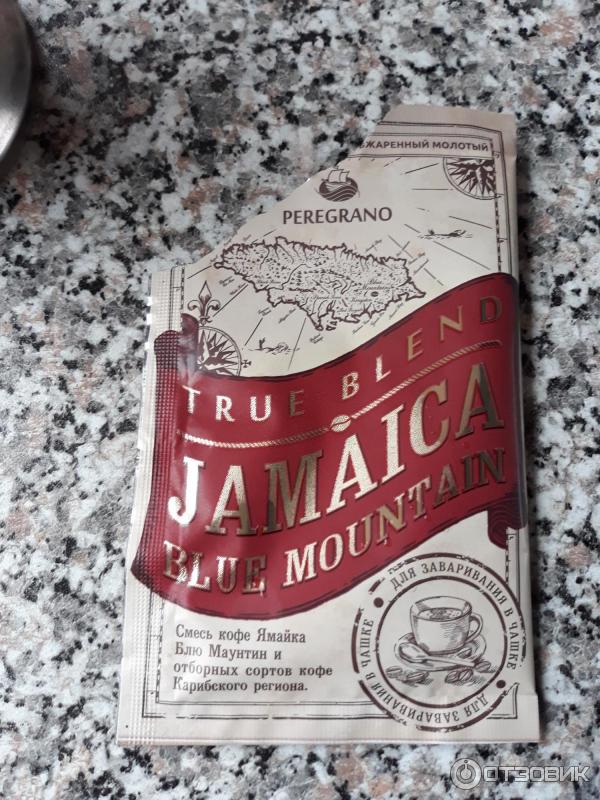 ЖАРЕННЫЙ МОЛОТЫЙ
PEREGRANO
TRUE BLEND
JAMAICA
BLUE MOUNTAIN
Смесь кофе Ямайка
Блю Маунтин и
отборных сортов кофе
Карибского региона.
ДЛЯ ЗАВАРИВАНИЯ В ЧАШКЕ
ДЛЯ ЗАВАРИВАНИЯ В ЧАШКЕ
ОТЗОВИК